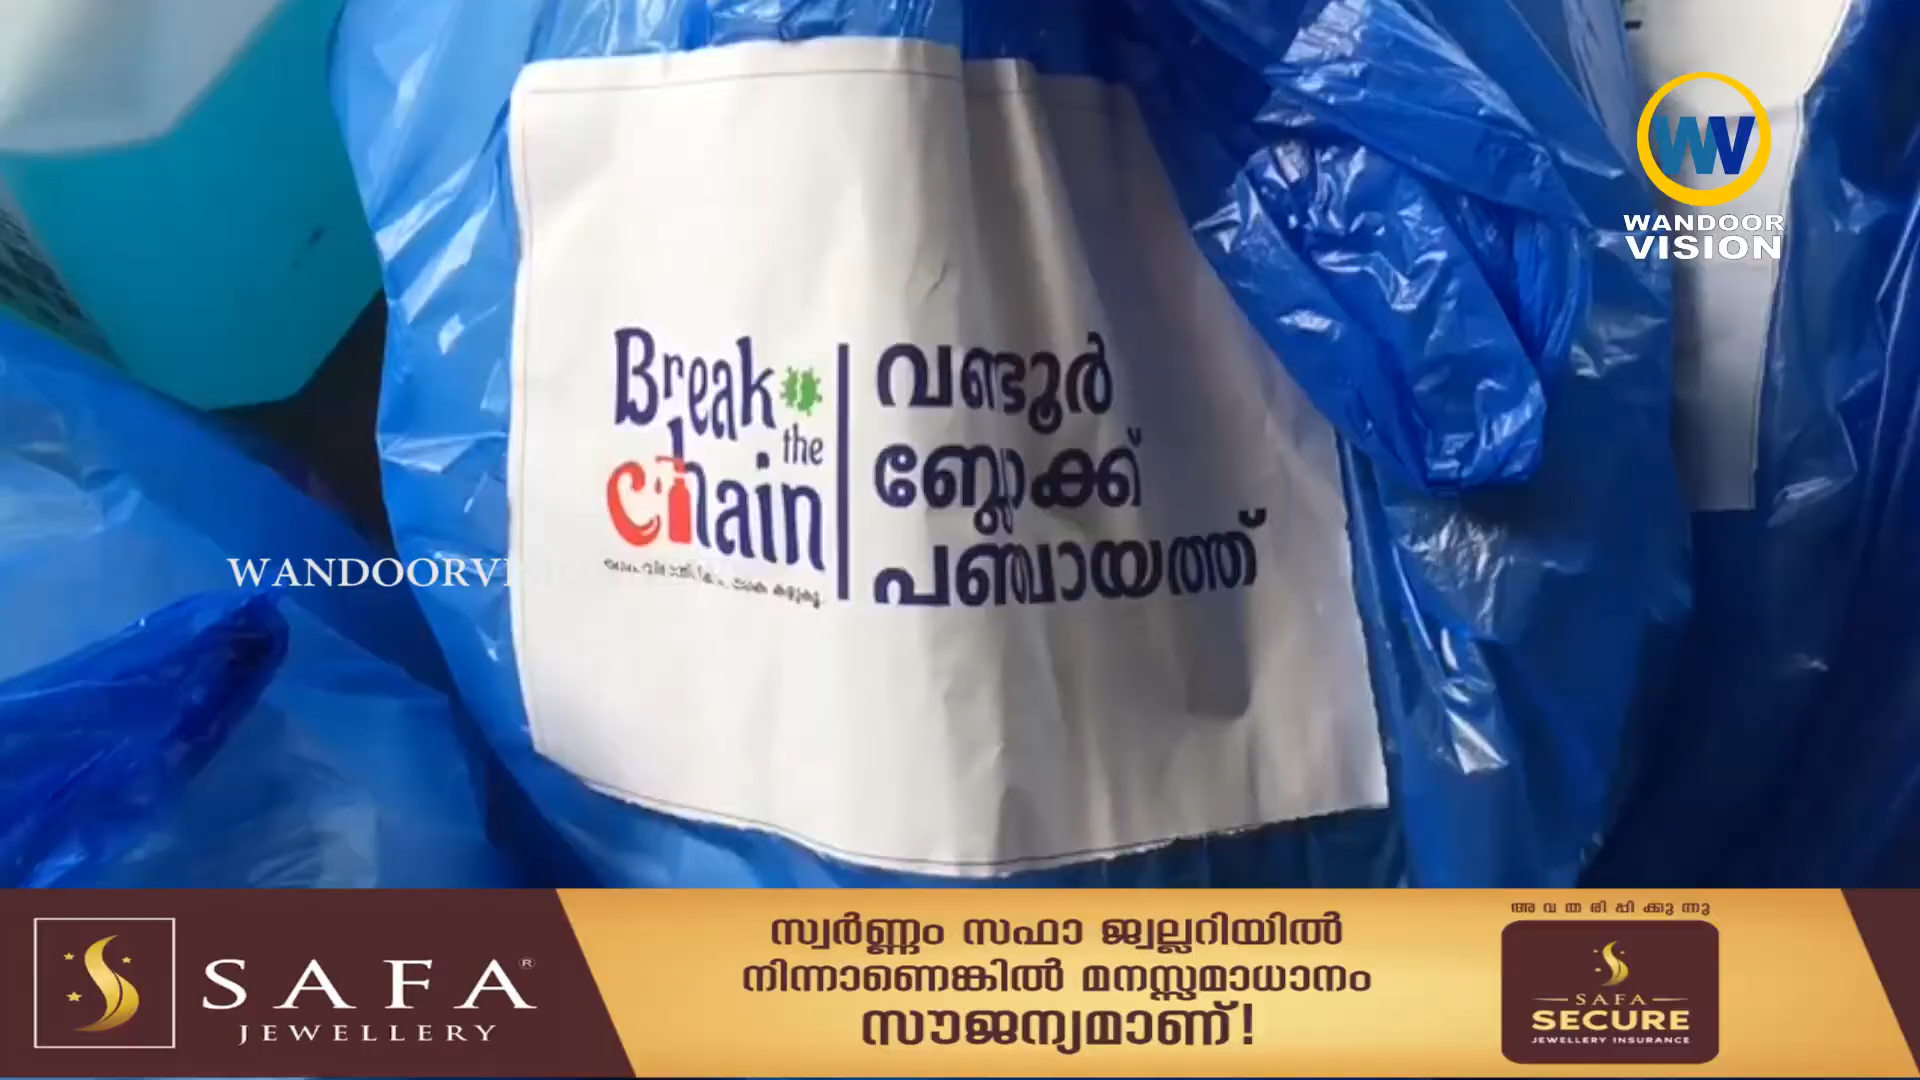 WANDOOR
VISION
Break
the
chain
വണ്ടൂർ
ബ്ലോക്ക്
പഞ്ചായത്ത്
WANDOORVI
SAFA®
JEWELLERY
സ്വർണ്ണം സഫാ ജ്വല്ലറിയിൽ
നിന്നാണെങ്കിൽ മനസ്സമാധാനം
സൗജന്യമാണ്!
അവതരിപ്പിക്കുന്നു
SAFA
SECURE
JEWELLERY INSURANCE